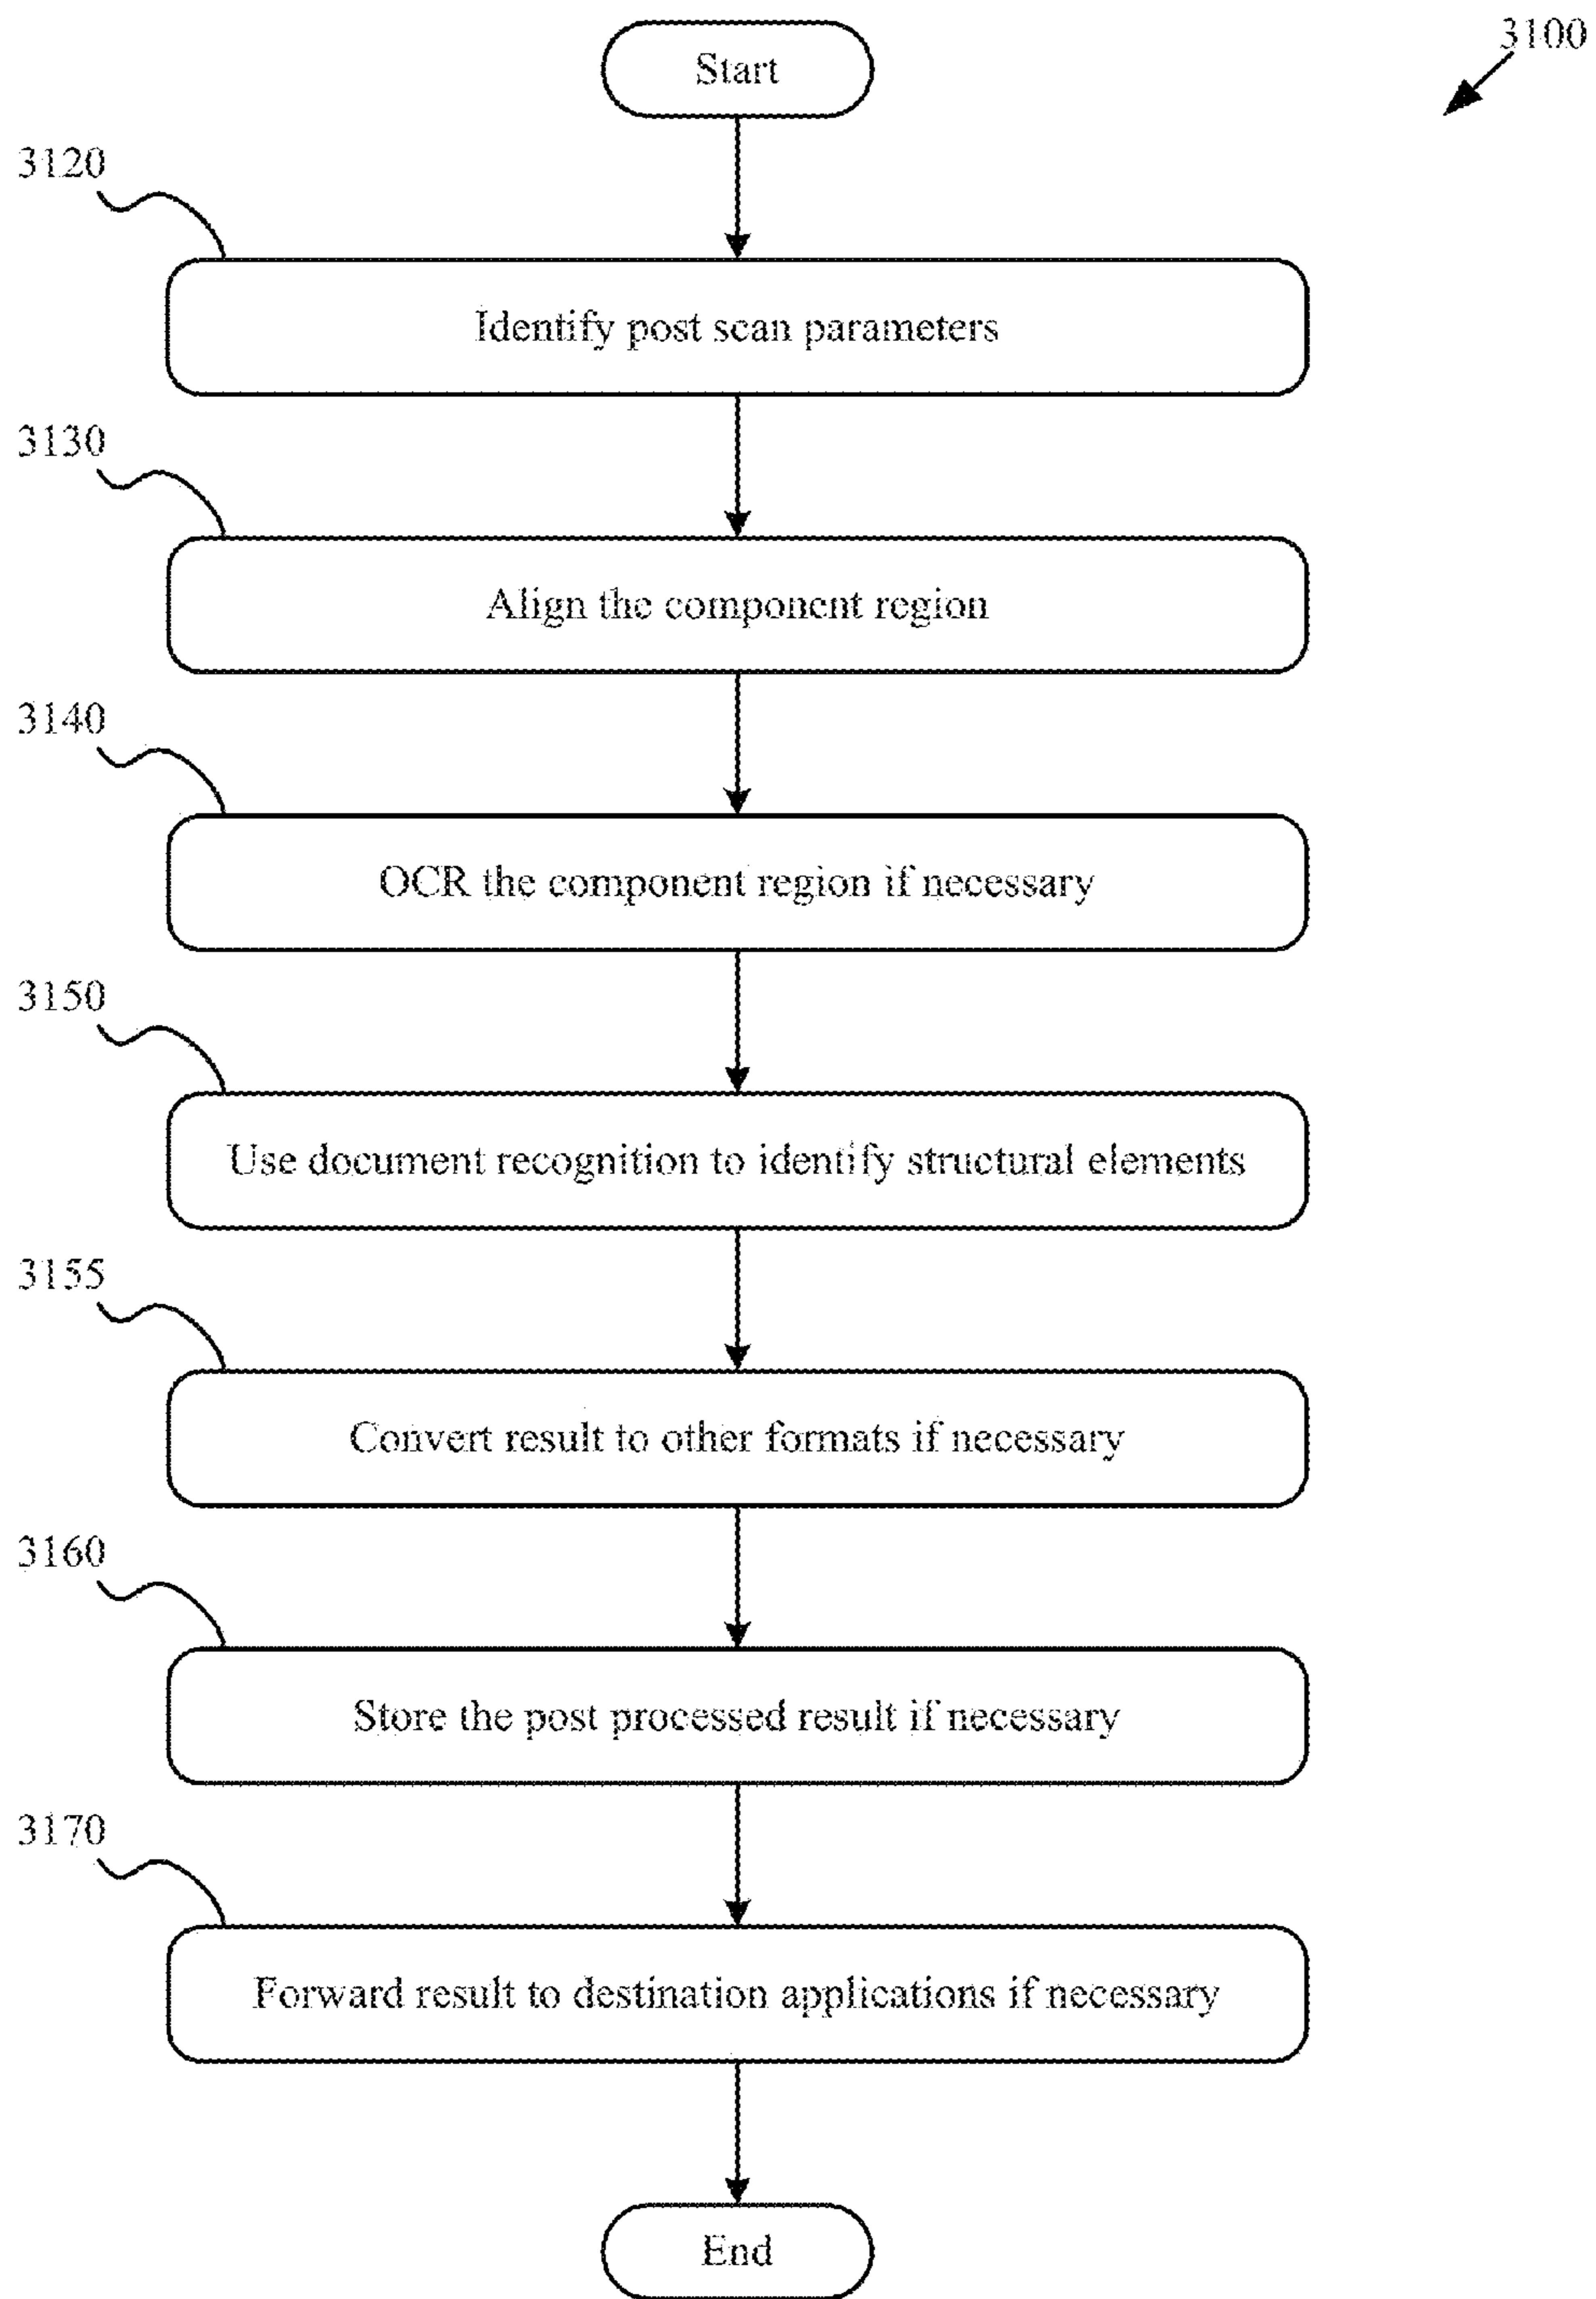 3100
Start
3120
Identify post scan parameters
3130
Align the component region
3140
OCR the component region if necessary
3150
Use document recognition to identify structural elements
3155
Convert result to other formats if necessary
3160
Store the post processed result if necessary
3170
Forward result to destination applications if necessary
End